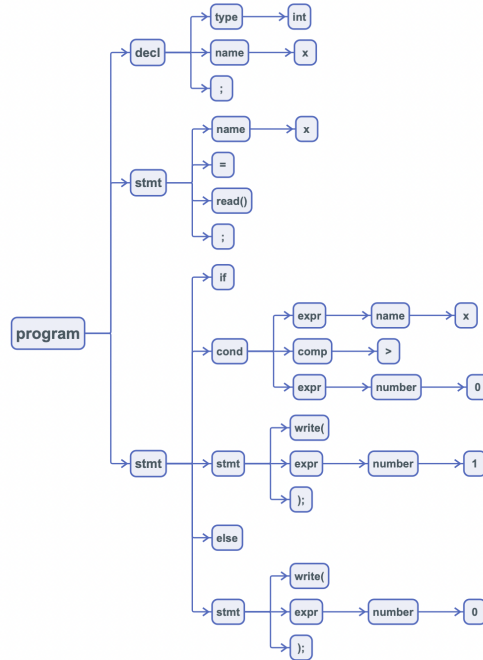 type int
decl name x
;
name x
stmt =
read()
;
if
program
expr name x
cond comp >
expr number 0
write(
stmt stmt expr number 1
);
else
write(
stmt expr number 0
);